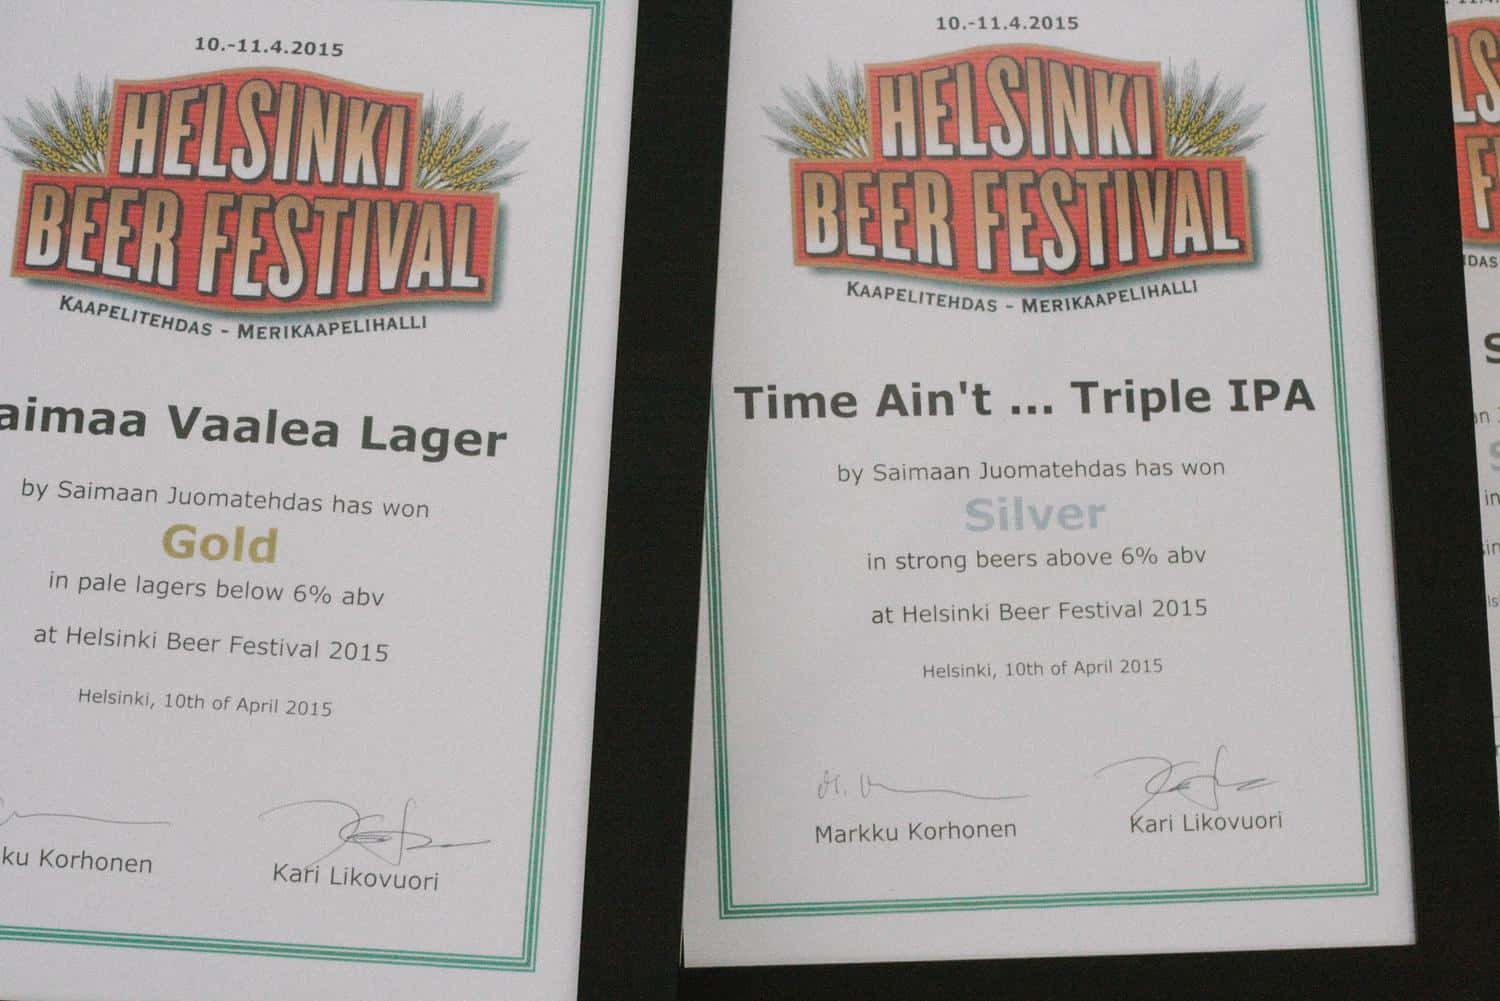 10.-11.4.2015
HELSINKI
BEER FESTIVAL
KAAPELITEHDAS - MERIKAAPELIHALLI
aimaa Vaalea Lager
by Saimaan Juomatehdas has won
Gold
in pale lagers below 6% abv
at Helsinki Beer Festival 2015
Helsinki, 10th of April 2015
ku Korhonen
Kari Likovuori
10.-11.4.2015
HELSINKI
BEER FESTIVAL
KAAPELITEHDAS - MERIKAAPELIHALLI
Time Ain't ... Triple IPA
by Saimaan Juomatehdas has won
Silver
in strong beers above 6% abv
at Helsinki Beer Festival 2015
Helsinki, 10th of April 2015
Markku Korhonen
Kari Likovuori